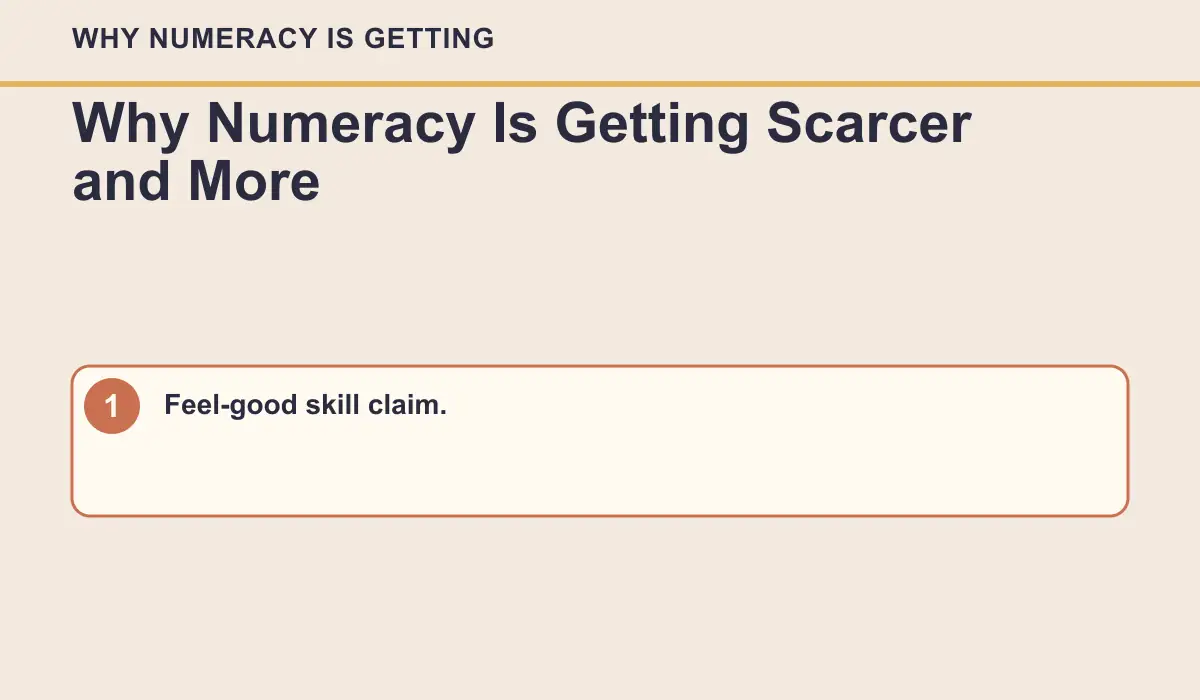 WHY NUMERACY IS GETTING
Why Numeracy Is Getting Scarcer
and More
1 Feel-good skill claim.